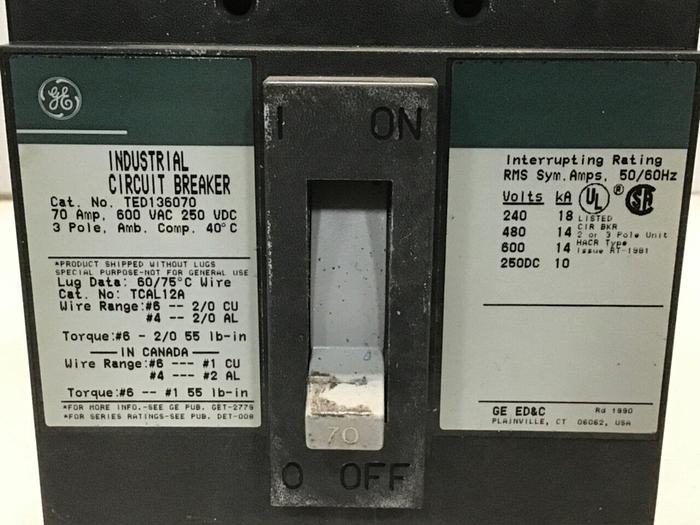 GE
INDUSTRIAL
CIRCUIT BREAKER
Cat. No. TED136070
70 Amp, 600 VAC 250 VDC
3 Pole, Amb. Comp. 40°C
*PRODUCT SHIPPED WITHOUT LUGS
SPECIAL PURPOSE-NOT FOR GENERAL USE
Lug Data: 60/75°C Wire
Cat. No: TCAL12A
Wire Range:#6 -- 2/0 CU
#4 -- 2/0 AL
Torque:#6 - 2/0 55 lb-in
IN CANADA
Wire Range:#6 --- #1 CU
#4 --- #2 AL
Torque:#6 -- #1 55 lb-in
*FOR MORE INFO.-SEE GE PUB. GET-2779
*FOR SERIES RATINGS-SEE PUB. DET-008
I ON
70
O OFF
Interrupting Rating
RMS Sym. Amps, 50/60Hz
Volts kA
240 18
480 14
600 14
250DC 10
UL ® SA
LISTED
CIR BKR
2 or 3 Pole Unit
HACR Type
Issue RT-1981
GE ED&C Rd 1990
PLAINVILLE, CT 06062, USA